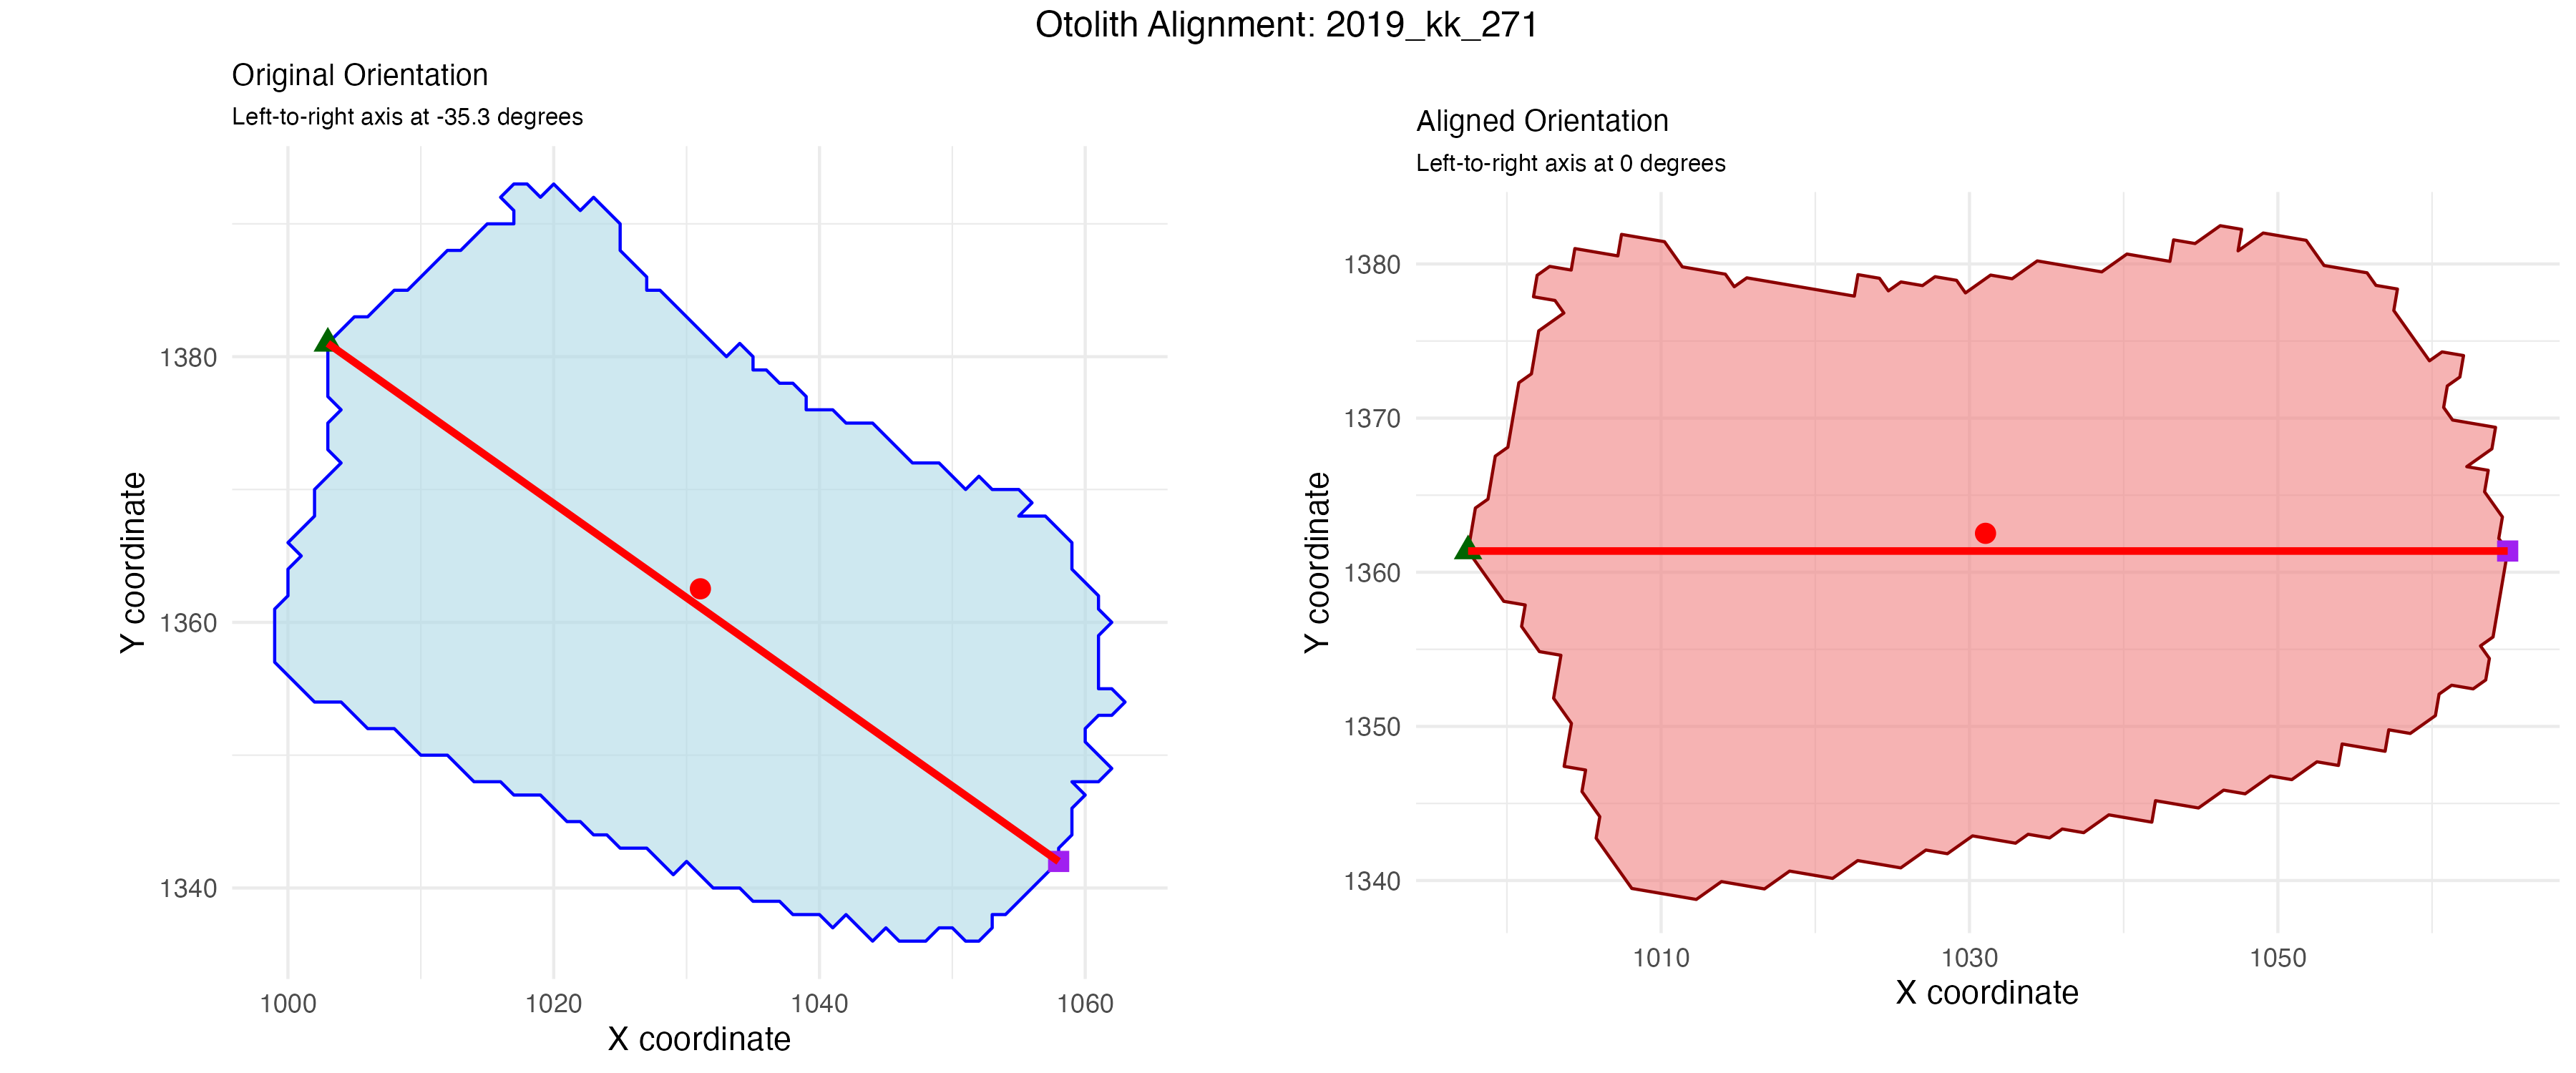 Otolith Alignment: 2019_kk_271
Original Orientation
Left-to-right axis at -35.3 degrees
1380
1360
1340
Y coordinate
1000 1020 1040 1060
X coordinate
Aligned Orientation
Left-to-right axis at 0 degrees
1380
1370
1360
1350
1340
Y coordinate
1010 1030 1050
X coordinate